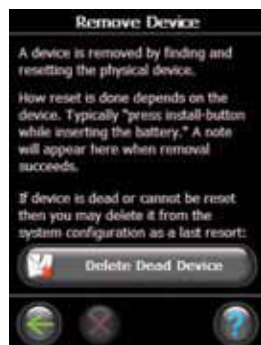 Remove Device
A device is removed by finding and
resetting the physical device.
How reset is done depends on the
device. Typically "press install-button
while inserting the battery." A note
will appear here when removal
succeeds.
If device is dead or cannot be reset
then you may delete it from the
system configuration as a last resort:
Delete Dead Device
?